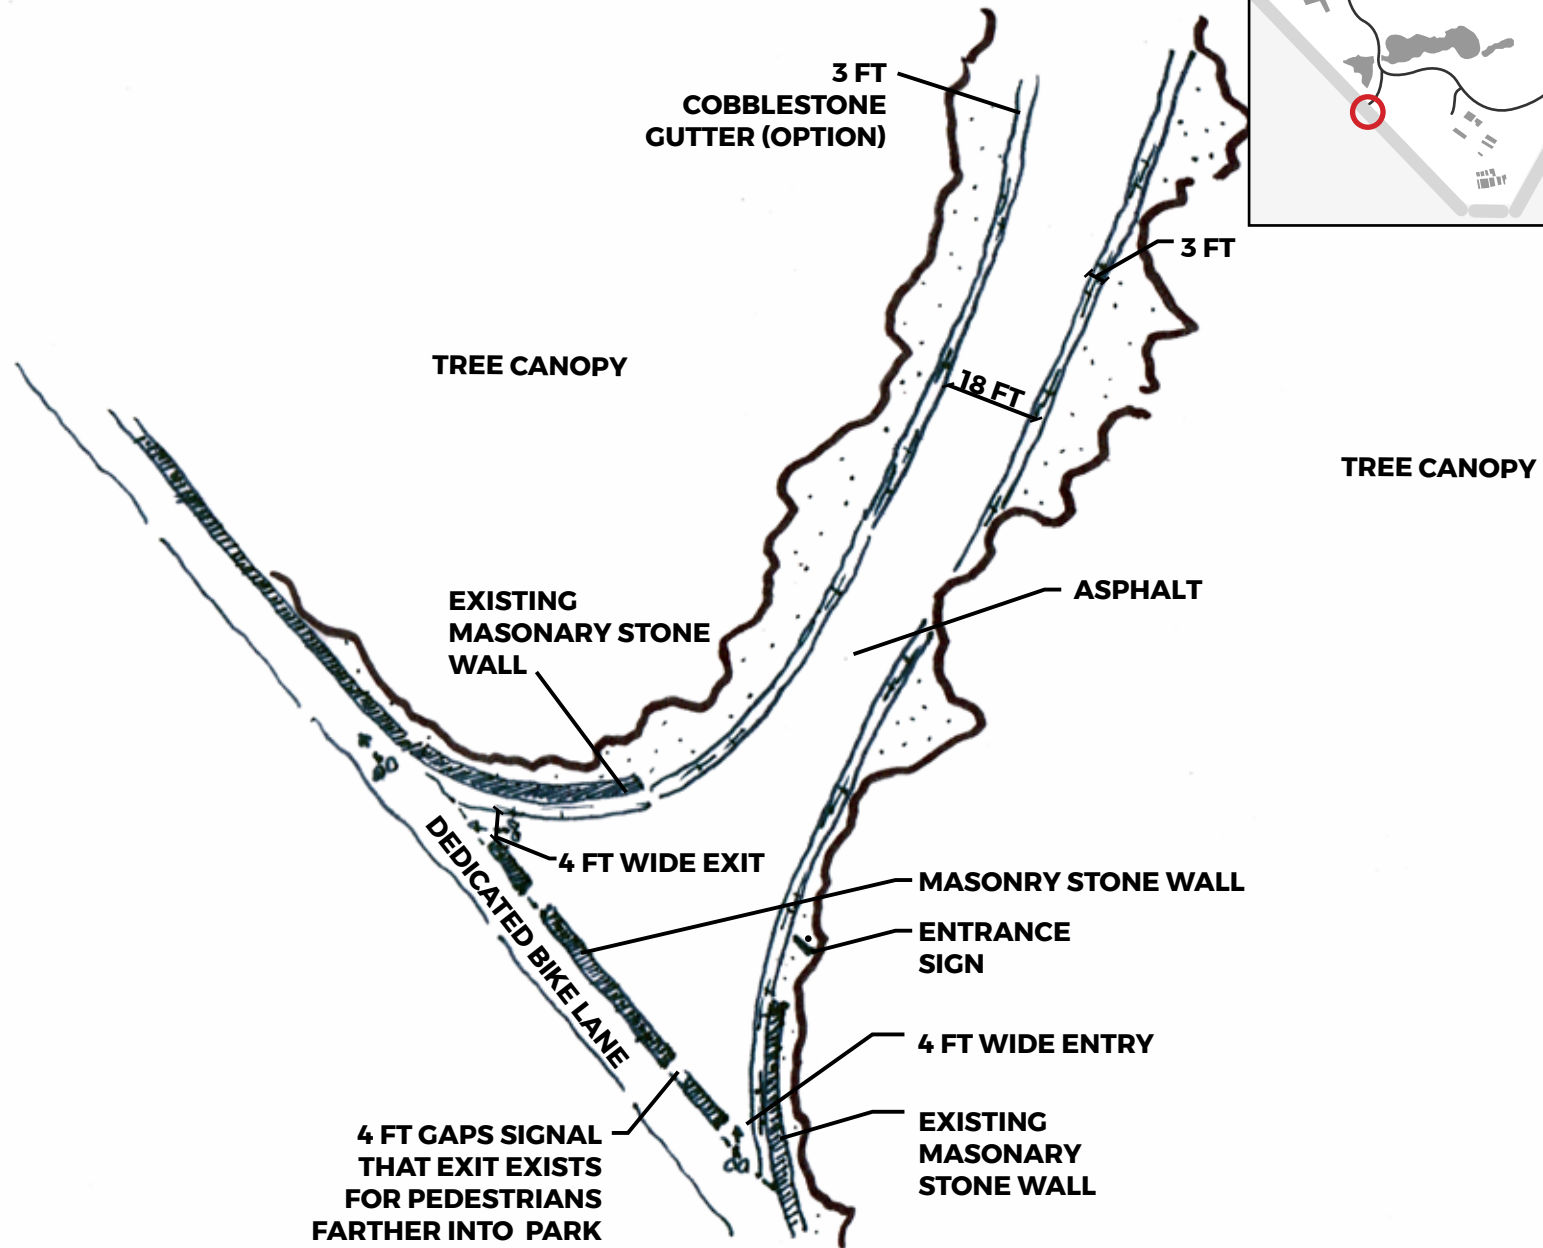 3 FT
COBBLESTONE
GUTTER (OPTION)
3 FT
TREE CANOPY
18 FT
TREE CANOPY
ASPHALT
EXISTING
MASONARY STONE
WALL
4 FT WIDE EXIT
DEDICATED BIKE LANE
MASONRY STONE WALL
ENTRANCE
SIGN
4 FT WIDE ENTRY
4 FT GAPS SIGNAL
THAT EXIT EXISTS
FOR PEDESTRIANS
FARTHER INTO PARK
EXISTING
MASONARY
STONE WALL